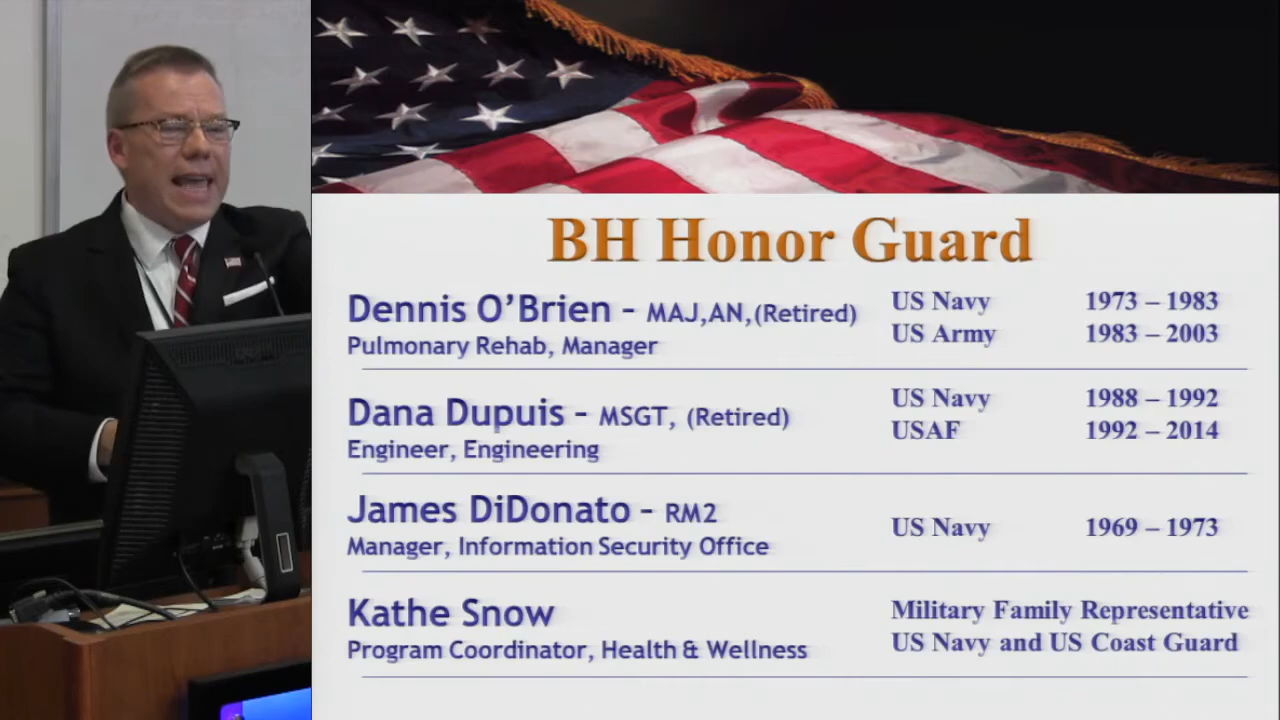 BH Honor Guard
Dennis O’Brien – MAJ,AN,(Retired)
Pulmonary Rehab, Manager
US Navy 1973 – 1983
US Army 1983 – 2003
Dana Dupuis – MSGT, (Retired)
Engineer, Engineering
US Navy 1988 – 1992
USAF 1992 – 2014
James DiDonato – RM2
Manager, Information Security Office
US Navy 1969 – 1973
Kathe Snow
Program Coordinator, Health & Wellness
Military Family Representative
US Navy and US Coast Guard